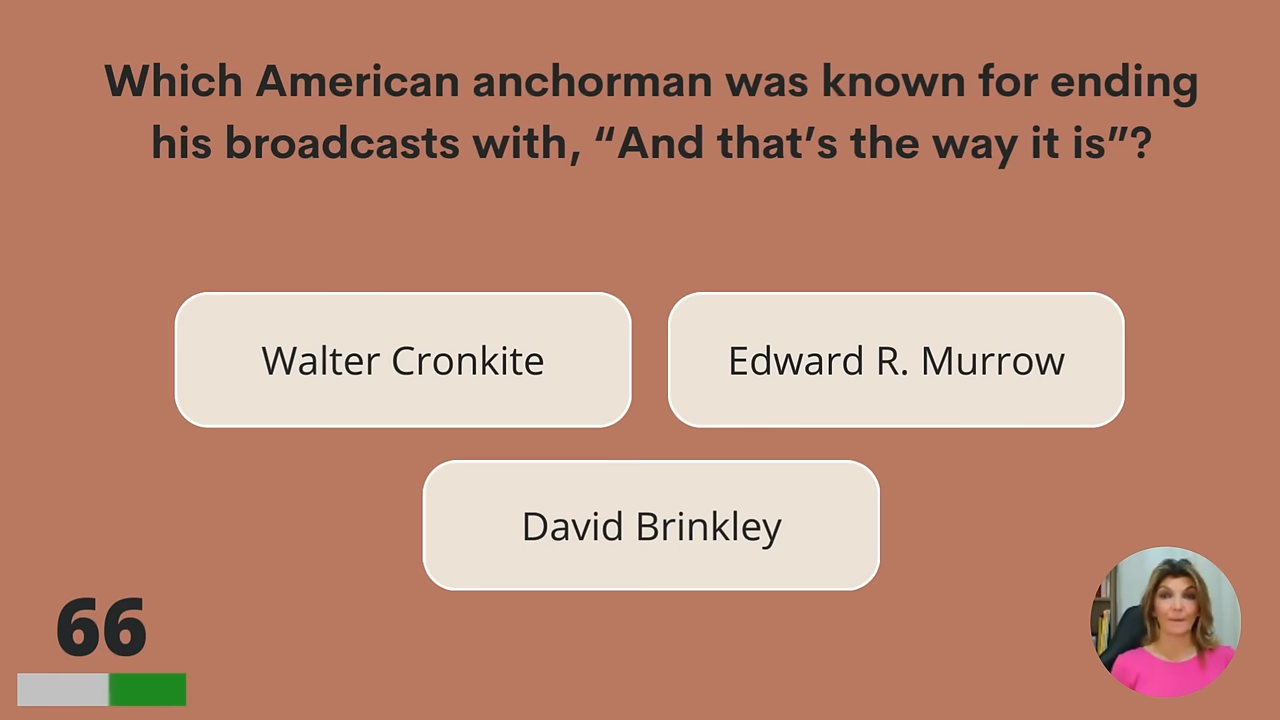 Which American anchorman was known for ending
his broadcasts with, “And that’s the way it is”?
Walter Cronkite
Edward R. Murrow
David Brinkley
66